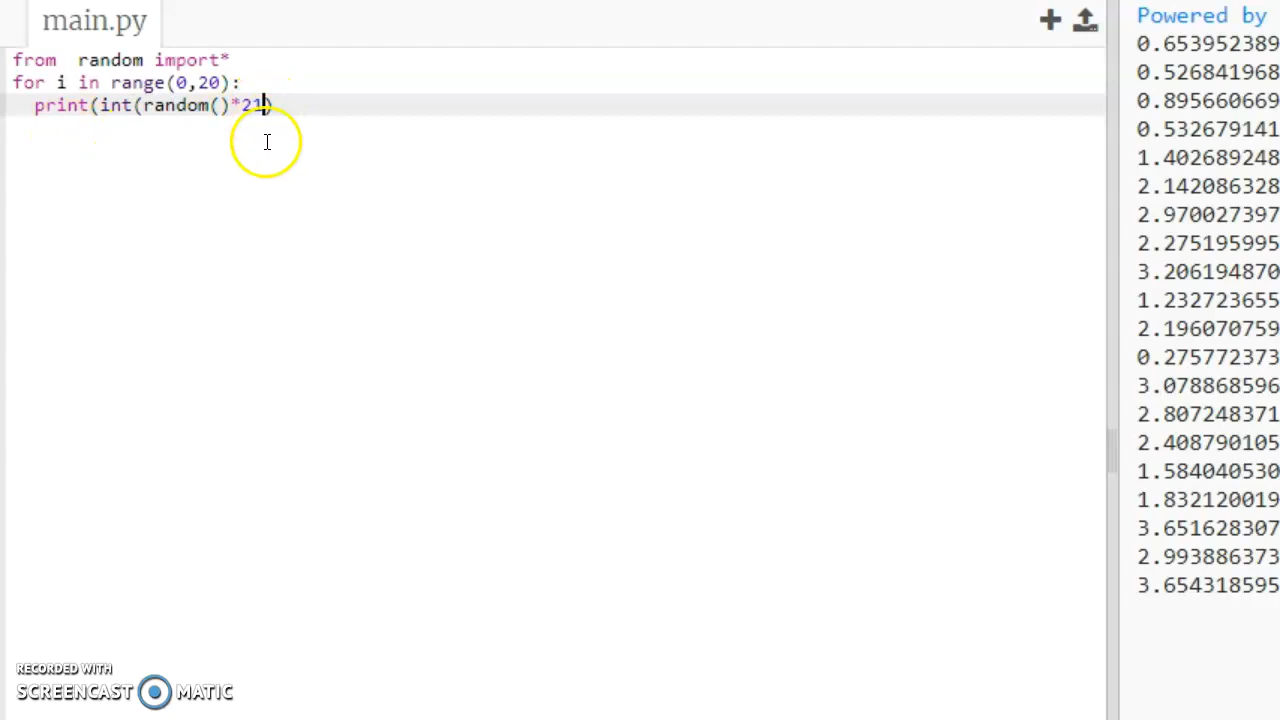 main.py
from  random import*
for i in range(0,20):
  print(int(random()*21)
Powered by
0.653952389
0.526841968
0.895660669
0.532679141
1.402689248
2.142086328
2.970027397
2.275195995
3.206194870
1.232723655
2.196070759
0.275772373
3.078868596
2.807248371
2.408790105
1.584040530
1.832120019
3.651628307
2.993886373
3.654318595
RECORDED WITH
SCREENCAST MATIC